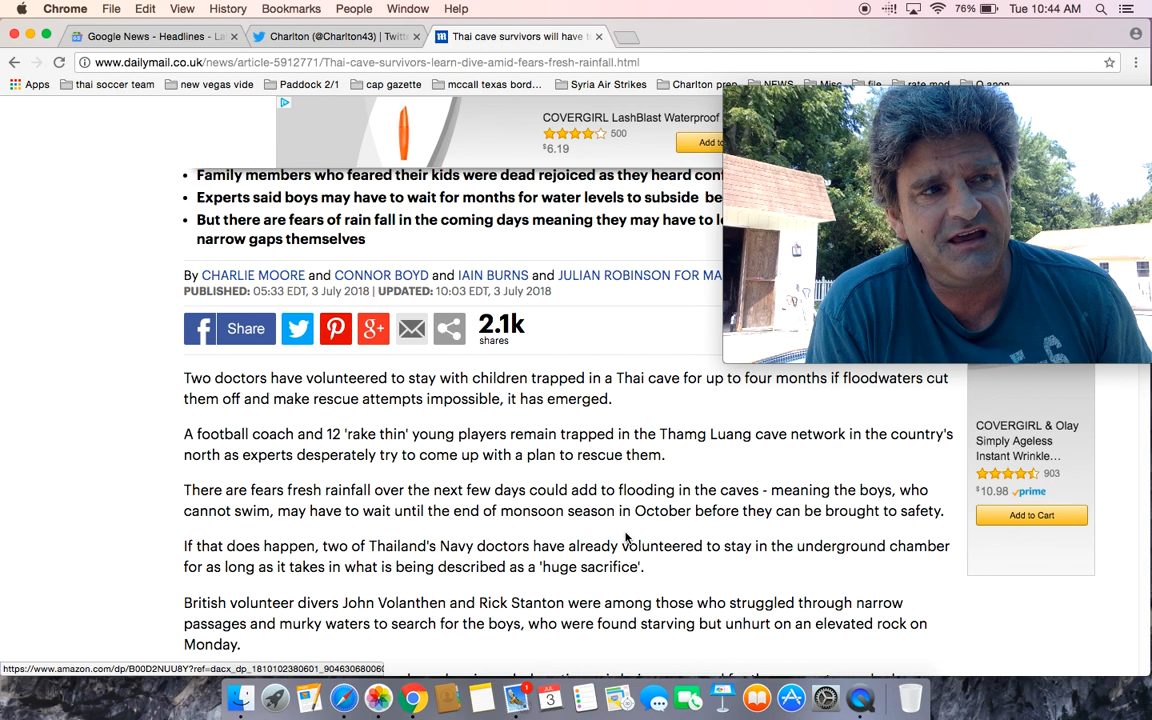 Chrome File Edit View History Bookmarks People Window Help 76% Tue 10:44 AM
Google News - Headlines - La Charlton (@Charlton43) | Twitte Thai cave survivors will have t
www.dailymail.co.uk/news/article-5912771/Thai-cave-survivors-learn-dive-amid-fears-fresh-rainfall.html
Apps thai soccer team new vegas vide Paddock 2/1 cap gazette mccall texas bord... Syria Air Strikes Charlton prep NEWS Misc file
COVERGIRL LashBlast Waterproof
500
$6.19
Add to
• Family members who feared their kids were dead rejoiced as they heard
• Experts said boys may have to wait for months for water levels to subside be
• But there are fears of rain fall in the coming days meaning they may have to
narrow gaps themselves
By CHARLIE MOORE and CONNOR BOYD and IAIN BURNS and JULIAN ROBINSON FOR MA
PUBLISHED: 05:33 EDT, 3 July 2018 | UPDATED: 10:03 EDT, 3 July 2018
f Share 2.1k
shares
Two doctors have volunteered to stay with children trapped in a Thai cave for up to four months if floodwaters cut
them off and make rescue attempts impossible, it has emerged.
A football coach and 12 'rake thin' young players remain trapped in the Thamg Luang cave network in the country's
north as experts desperately try to come up with a plan to rescue them.
There are fears fresh rainfall over the next few days could add to flooding in the caves - meaning the boys, who
cannot swim, may have to wait until the end of monsoon season in October before they can be brought to safety.
If that does happen, two of Thailand's Navy doctors have already volunteered to stay in the underground chamber
for as long as it takes in what is being described as a 'huge sacrifice'.
British volunteer divers John Volanthen and Rick Stanton were among those who struggled through narrow
passages and murky waters to search for the boys, who were found starving but unhurt on an elevated rock on
Monday.
COVERGIRL & Olay
Simply Ageless
Instant Wrinkle...
903
$10.98 prime
Add to Cart
https://www.amazon.com/dp/B00D2NUU8Y?ref=dacx_dp_1810102380601_904630680060